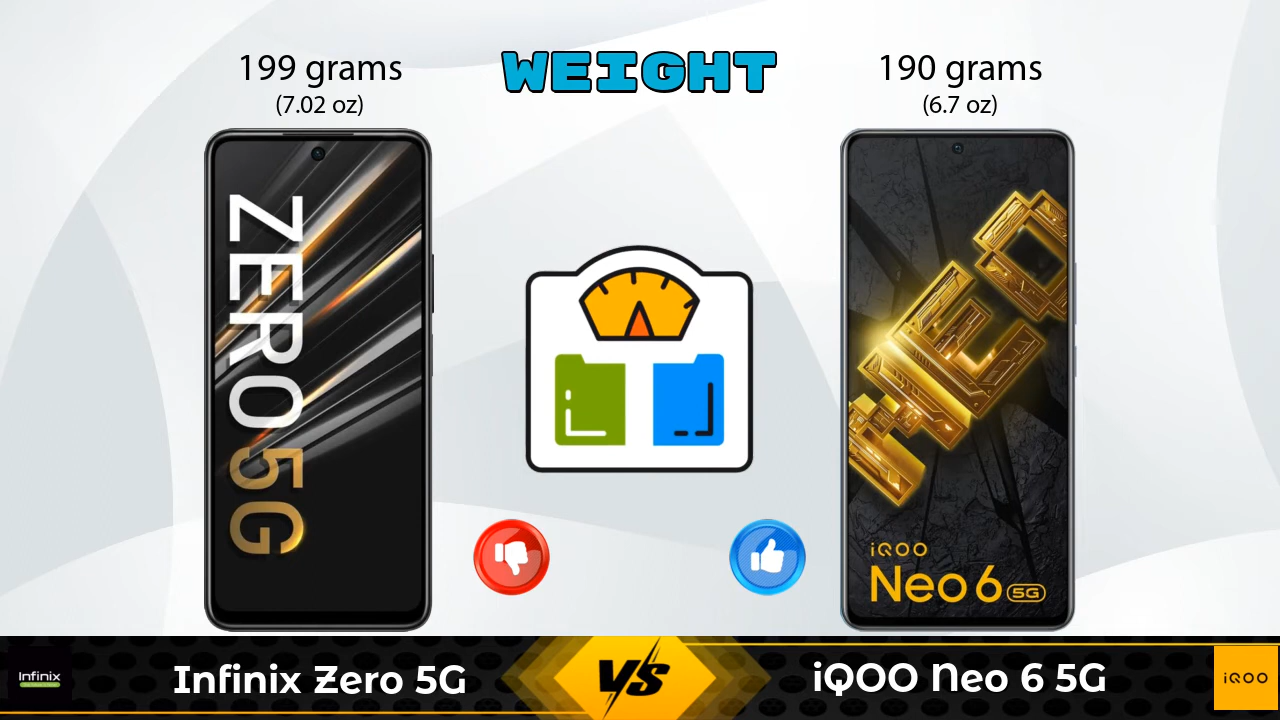 WEIGHT
199 grams
(7.02 oz)
190 grams
(6.7 oz)
ZERO 5G
NEO
iQOO
Neo 6 5G
Infinix
Infinix Zero 5G
VS
iQOO Neo 6 5G
iQOO